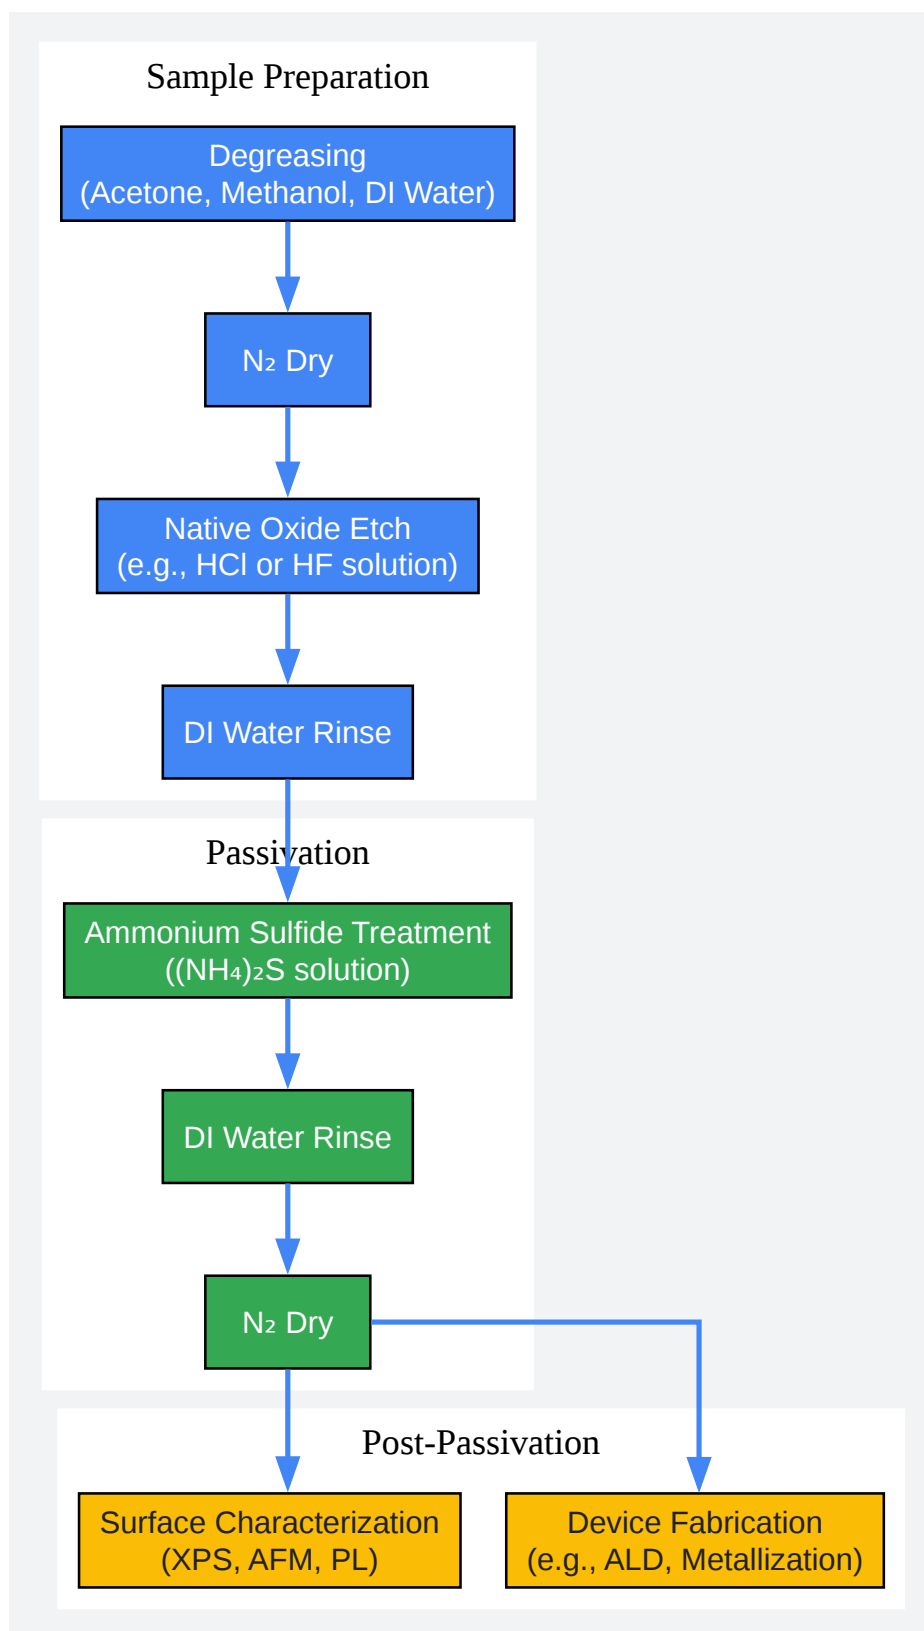 Sample Preparation
Degreasing
(Acetone, Methanol, DI Water)
N₂ Dry
Native Oxide Etch
(e.g., HCl or HF solution)
DI Water Rinse
Passivation
Ammonium Sulfide Treatment
((NH₄)₂S solution)
DI Water Rinse
N₂ Dry
Post-Passivation
Surface Characterization
(XPS, AFM, PL)
Device Fabrication
(e.g., ALD, Metallization)